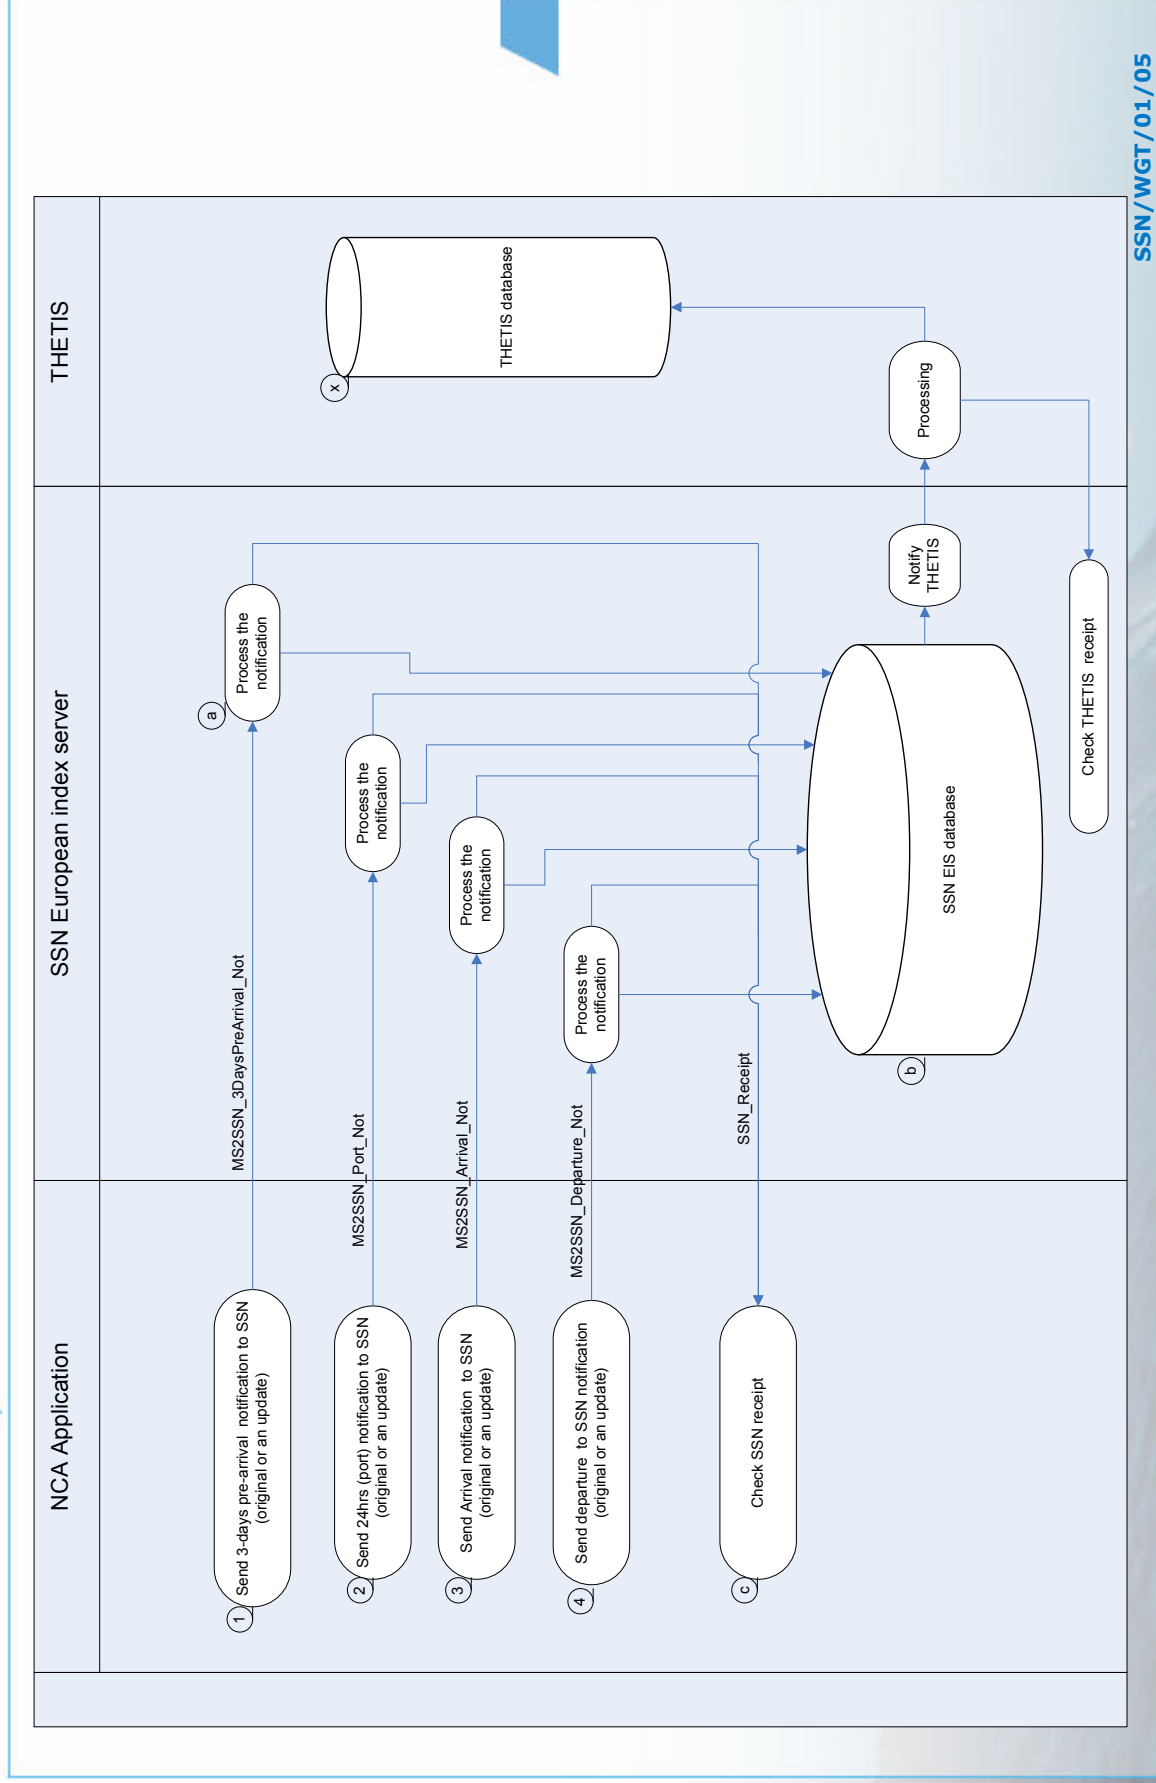 NCA Application
SSN European index server
THETIS
1
Send 3-days pre-arrival notification to SSN
(original or an update)
MS2SSN_3DaysPreArrival_Not
a
Process the
notification
x
THETIS database
2
Send 24hrs (port) notification to SSN
(original or an update)
MS2SSN_Port_Not
Process the
notification
3
Send Arrival notification to SSN
(original or an update)
MS2SSN_Arrival_Not
Process the
notification
4
Send departure to SSN notification
(original or an update)
MS2SSN_Departure_Not
Process the
notification
c
Check SSN receipt
SSN_Receipt
b
SSN EIS database
Notify
THETIS
Processing
Check THETIS receipt
SSN/WGT/01/05